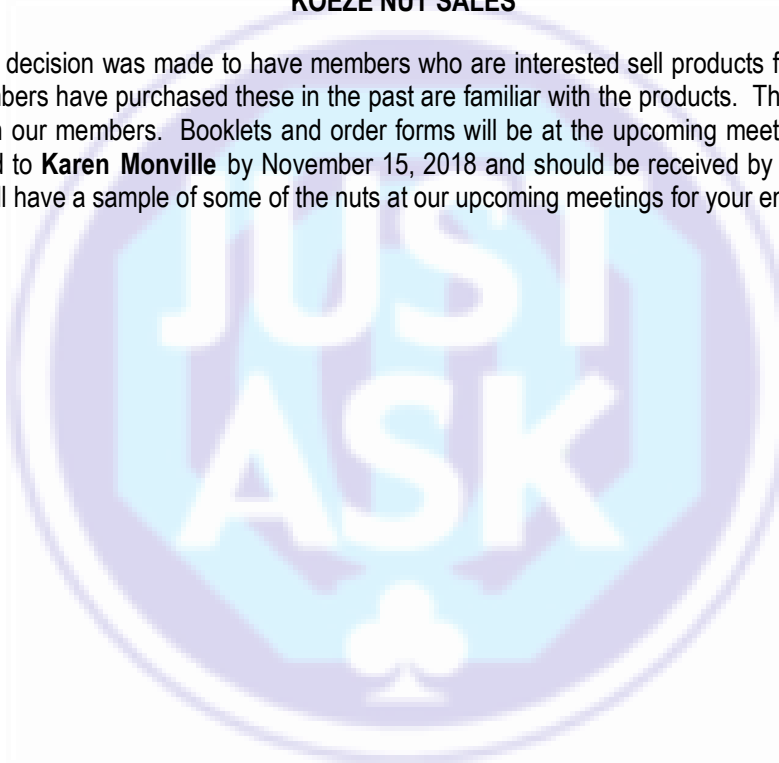 KOEZE NUT SALES
decision was made to have members who are interested sell products f
bers have purchased these in the past are familiar with the products. Th
our members. Booklets and order forms will be at the upcoming meet
d to Karen Monville by November 15, 2018 and should be received by
ll have a sample of some of the nuts at our upcoming meetings for your en
JUST
ASK